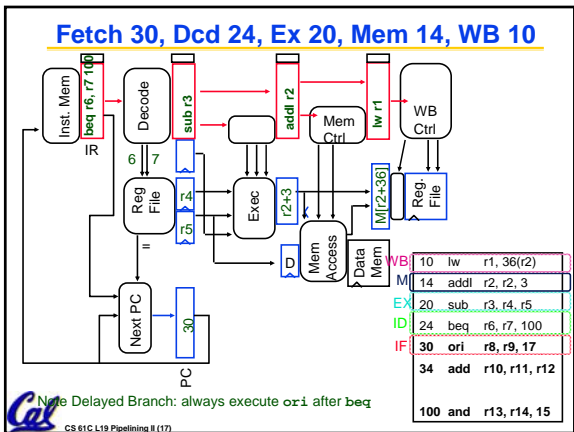 Fetch 30, Dcd 24, Ex 20, Mem 14, WB 10
Inst. Mem
beq r6, r7 100
IR
Decode
sub r3
addI r2
Mem
Ctrl
lw r1
WB
Ctrl
6 7
Reg
File
r4
r5
Exec
r2+3
M[r2+36]
Reg.
File
=
D
Mem
Access
Data
Mem
Next PC
30
PC
WB 10 lw r1, 36(r2)
M 14 addI r2, r2, 3
EX 20 sub r3, r4, r5
ID 24 beq r6, r7, 100
IF 30 ori r8, r9, 17
34 add r10, r11, r12
100 and r13, r14, 15
Note Delayed Branch: always execute ori after beq
Cal
CS 61C L19 Pipelining II (17)